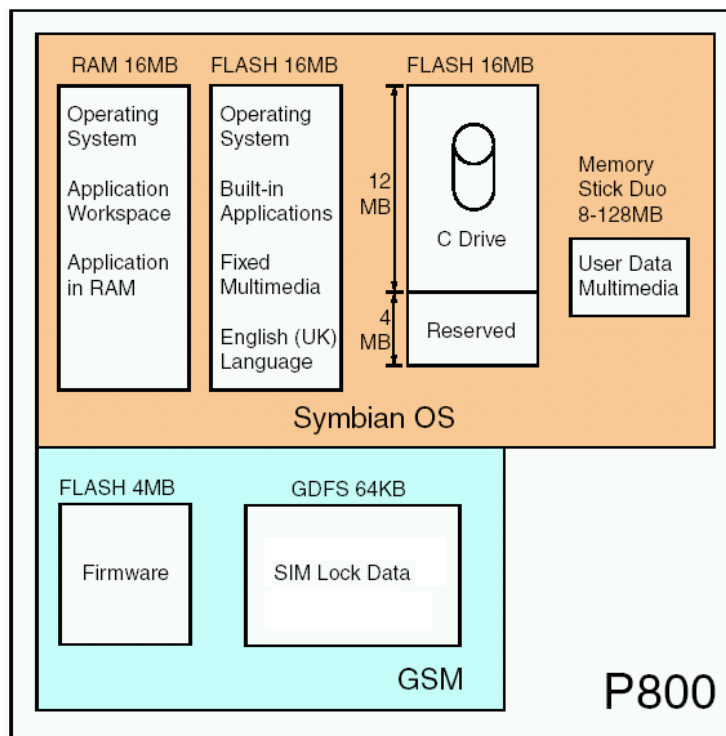 RAM 16MB
Operating
System
Application
Workspace
Application
in RAM
FLASH 16MB
Operating
System
Built-in
Applications
Fixed
Multimedia
English (UK)
Language
FLASH 16MB
12
MB
C Drive
4
MB
Reserved
Memory
Stick Duo
8-128MB
User Data
Multimedia
Symbian OS
FLASH 4MB
Firmware
GDFS 64KB
SIM Lock Data
GSM
P800